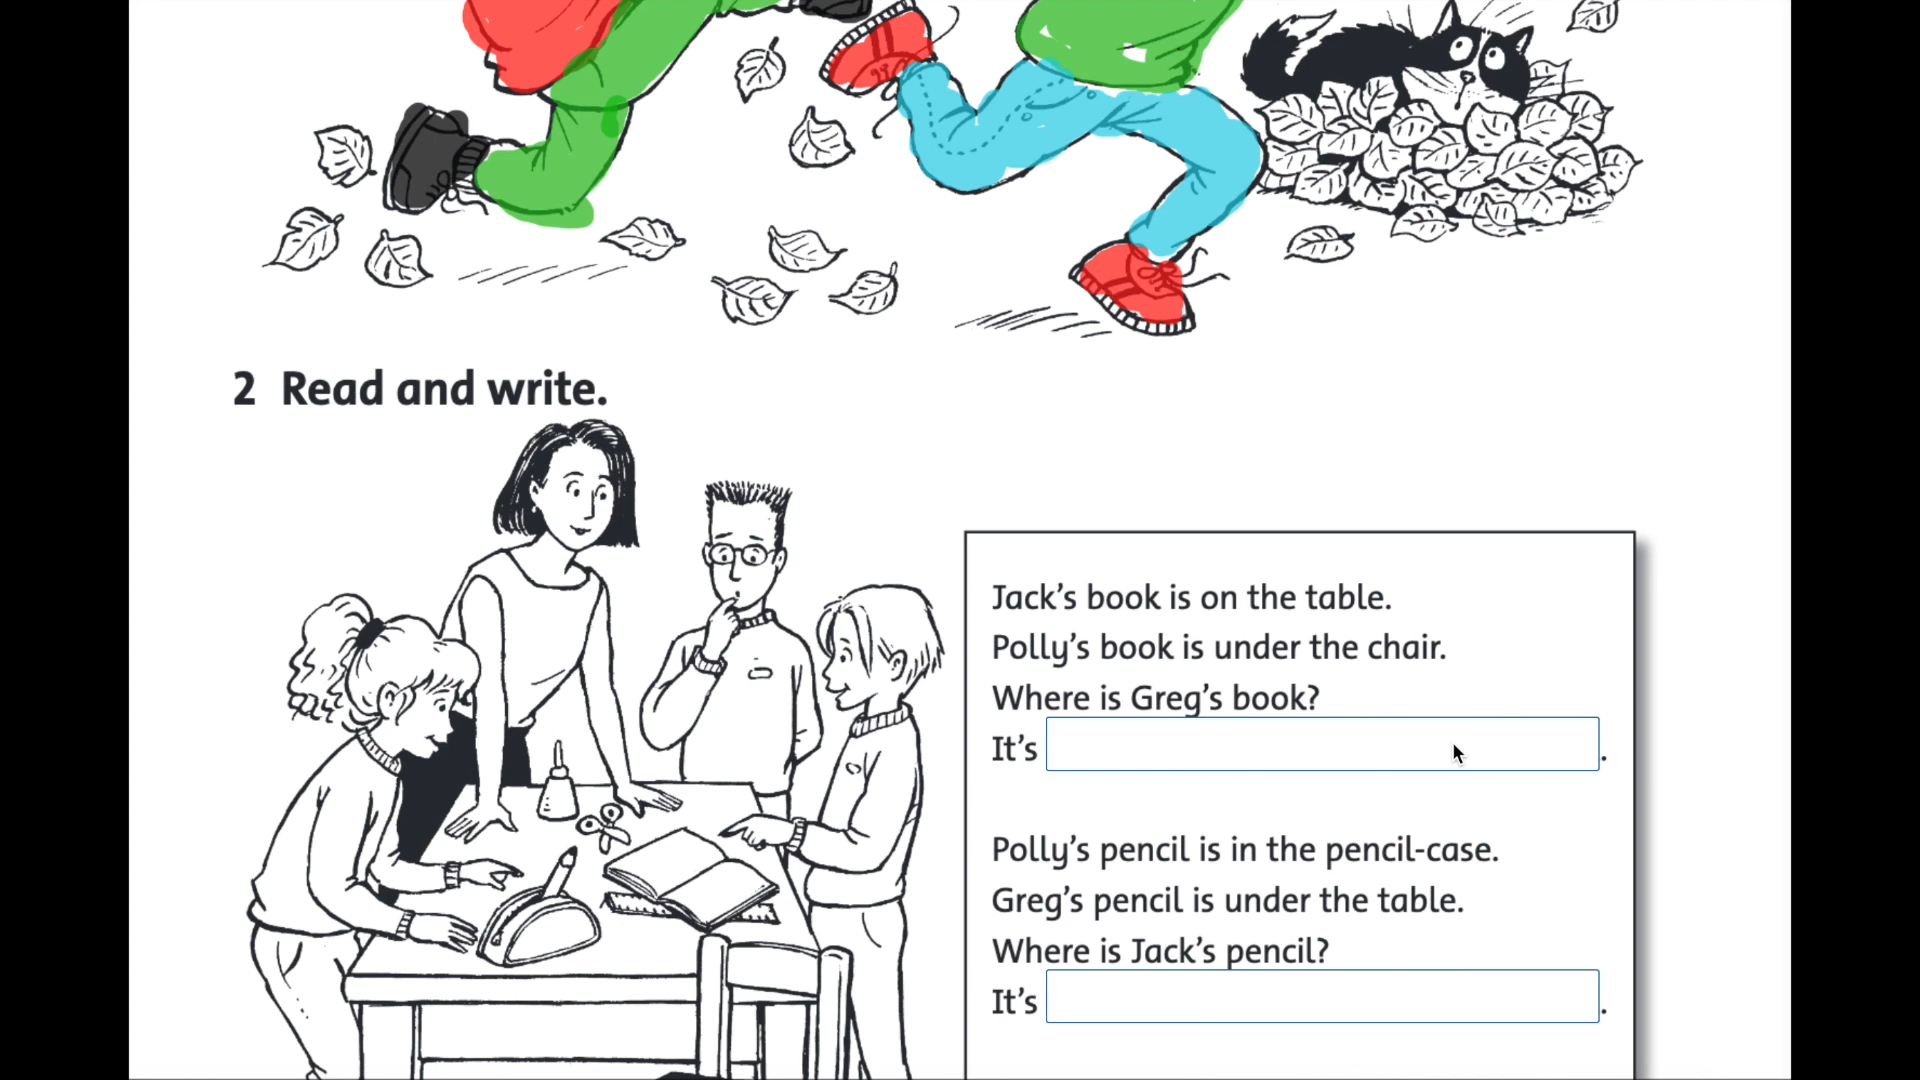 2 Read and write.
Jack’s book is on the table.
Polly’s book is under the chair.
Where is Greg’s book?
It’s .
Polly’s pencil is in the pencil-case.
Greg’s pencil is under the table.
Where is Jack’s pencil?
It’s .